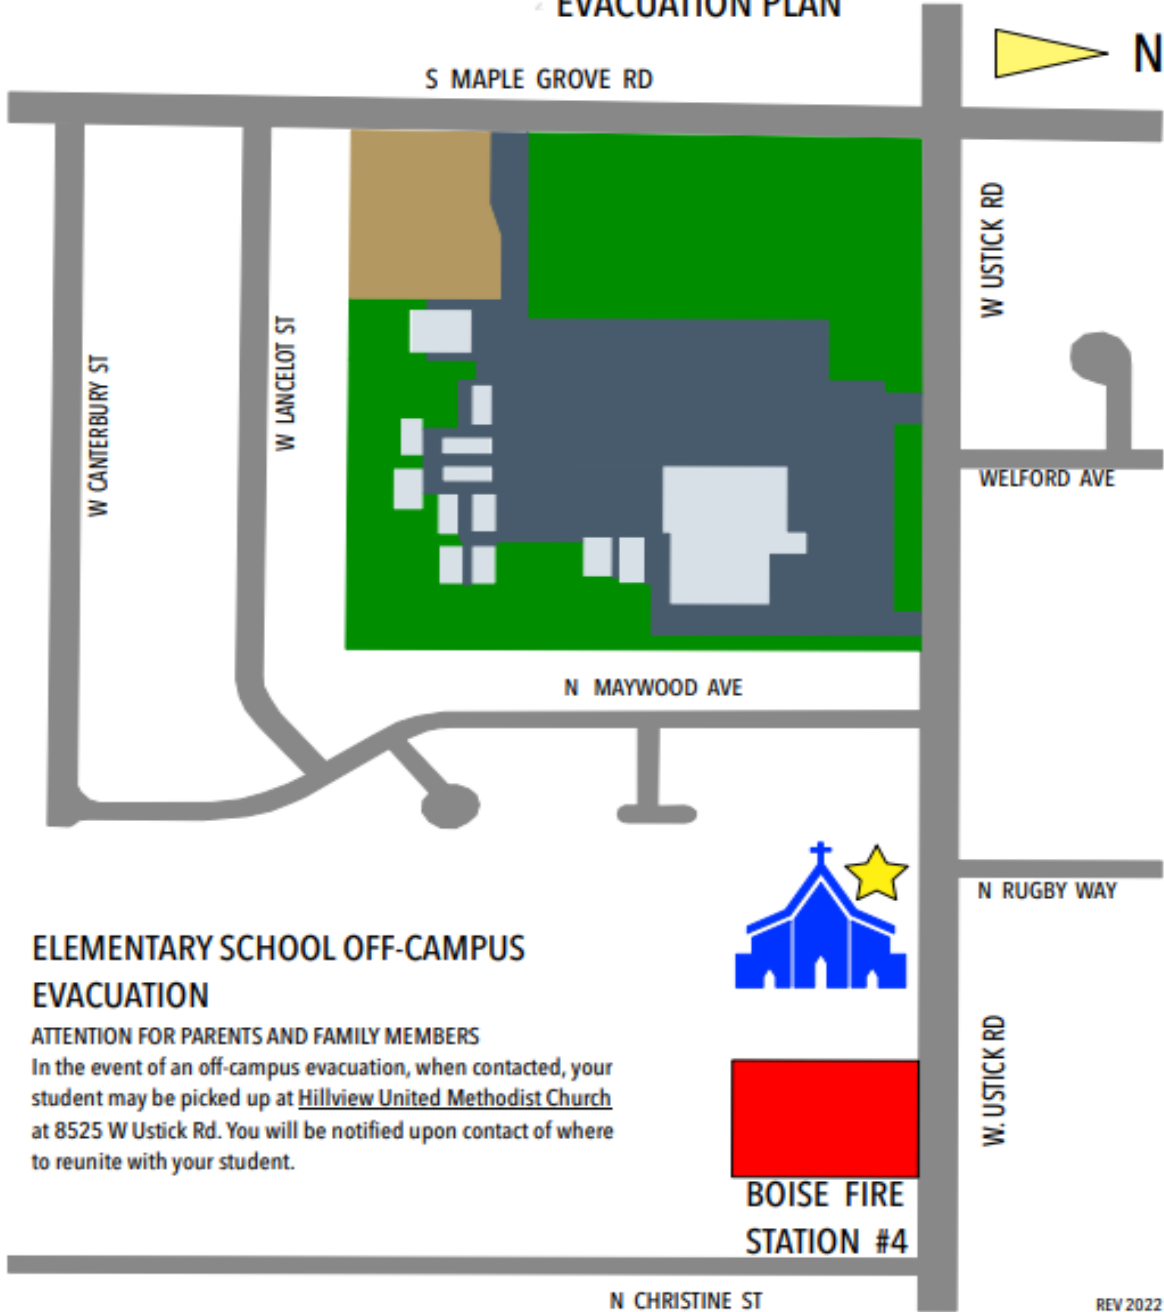 EVACUATION PLAN
N
S MAPLE GROVE RD
W USTICK RD
W LANCELOT ST
W CANTERBURY ST
WELFORD AVE
N MAYWOOD AVE
N RUGBY WAY
ELEMENTARY SCHOOL OFF-CAMPUS
EVACUATION
ATTENTION FOR PARENTS AND FAMILY MEMBERS
In the event of an off-campus evacuation, when contacted, your
student may be picked up at Hillview United Methodist Church
at 8525 W Ustick Rd. You will be notified upon contact of where
to reunite with your student.
W. USTICK RD
BOISE FIRE
STATION #4
N CHRISTINE ST
REV 2022